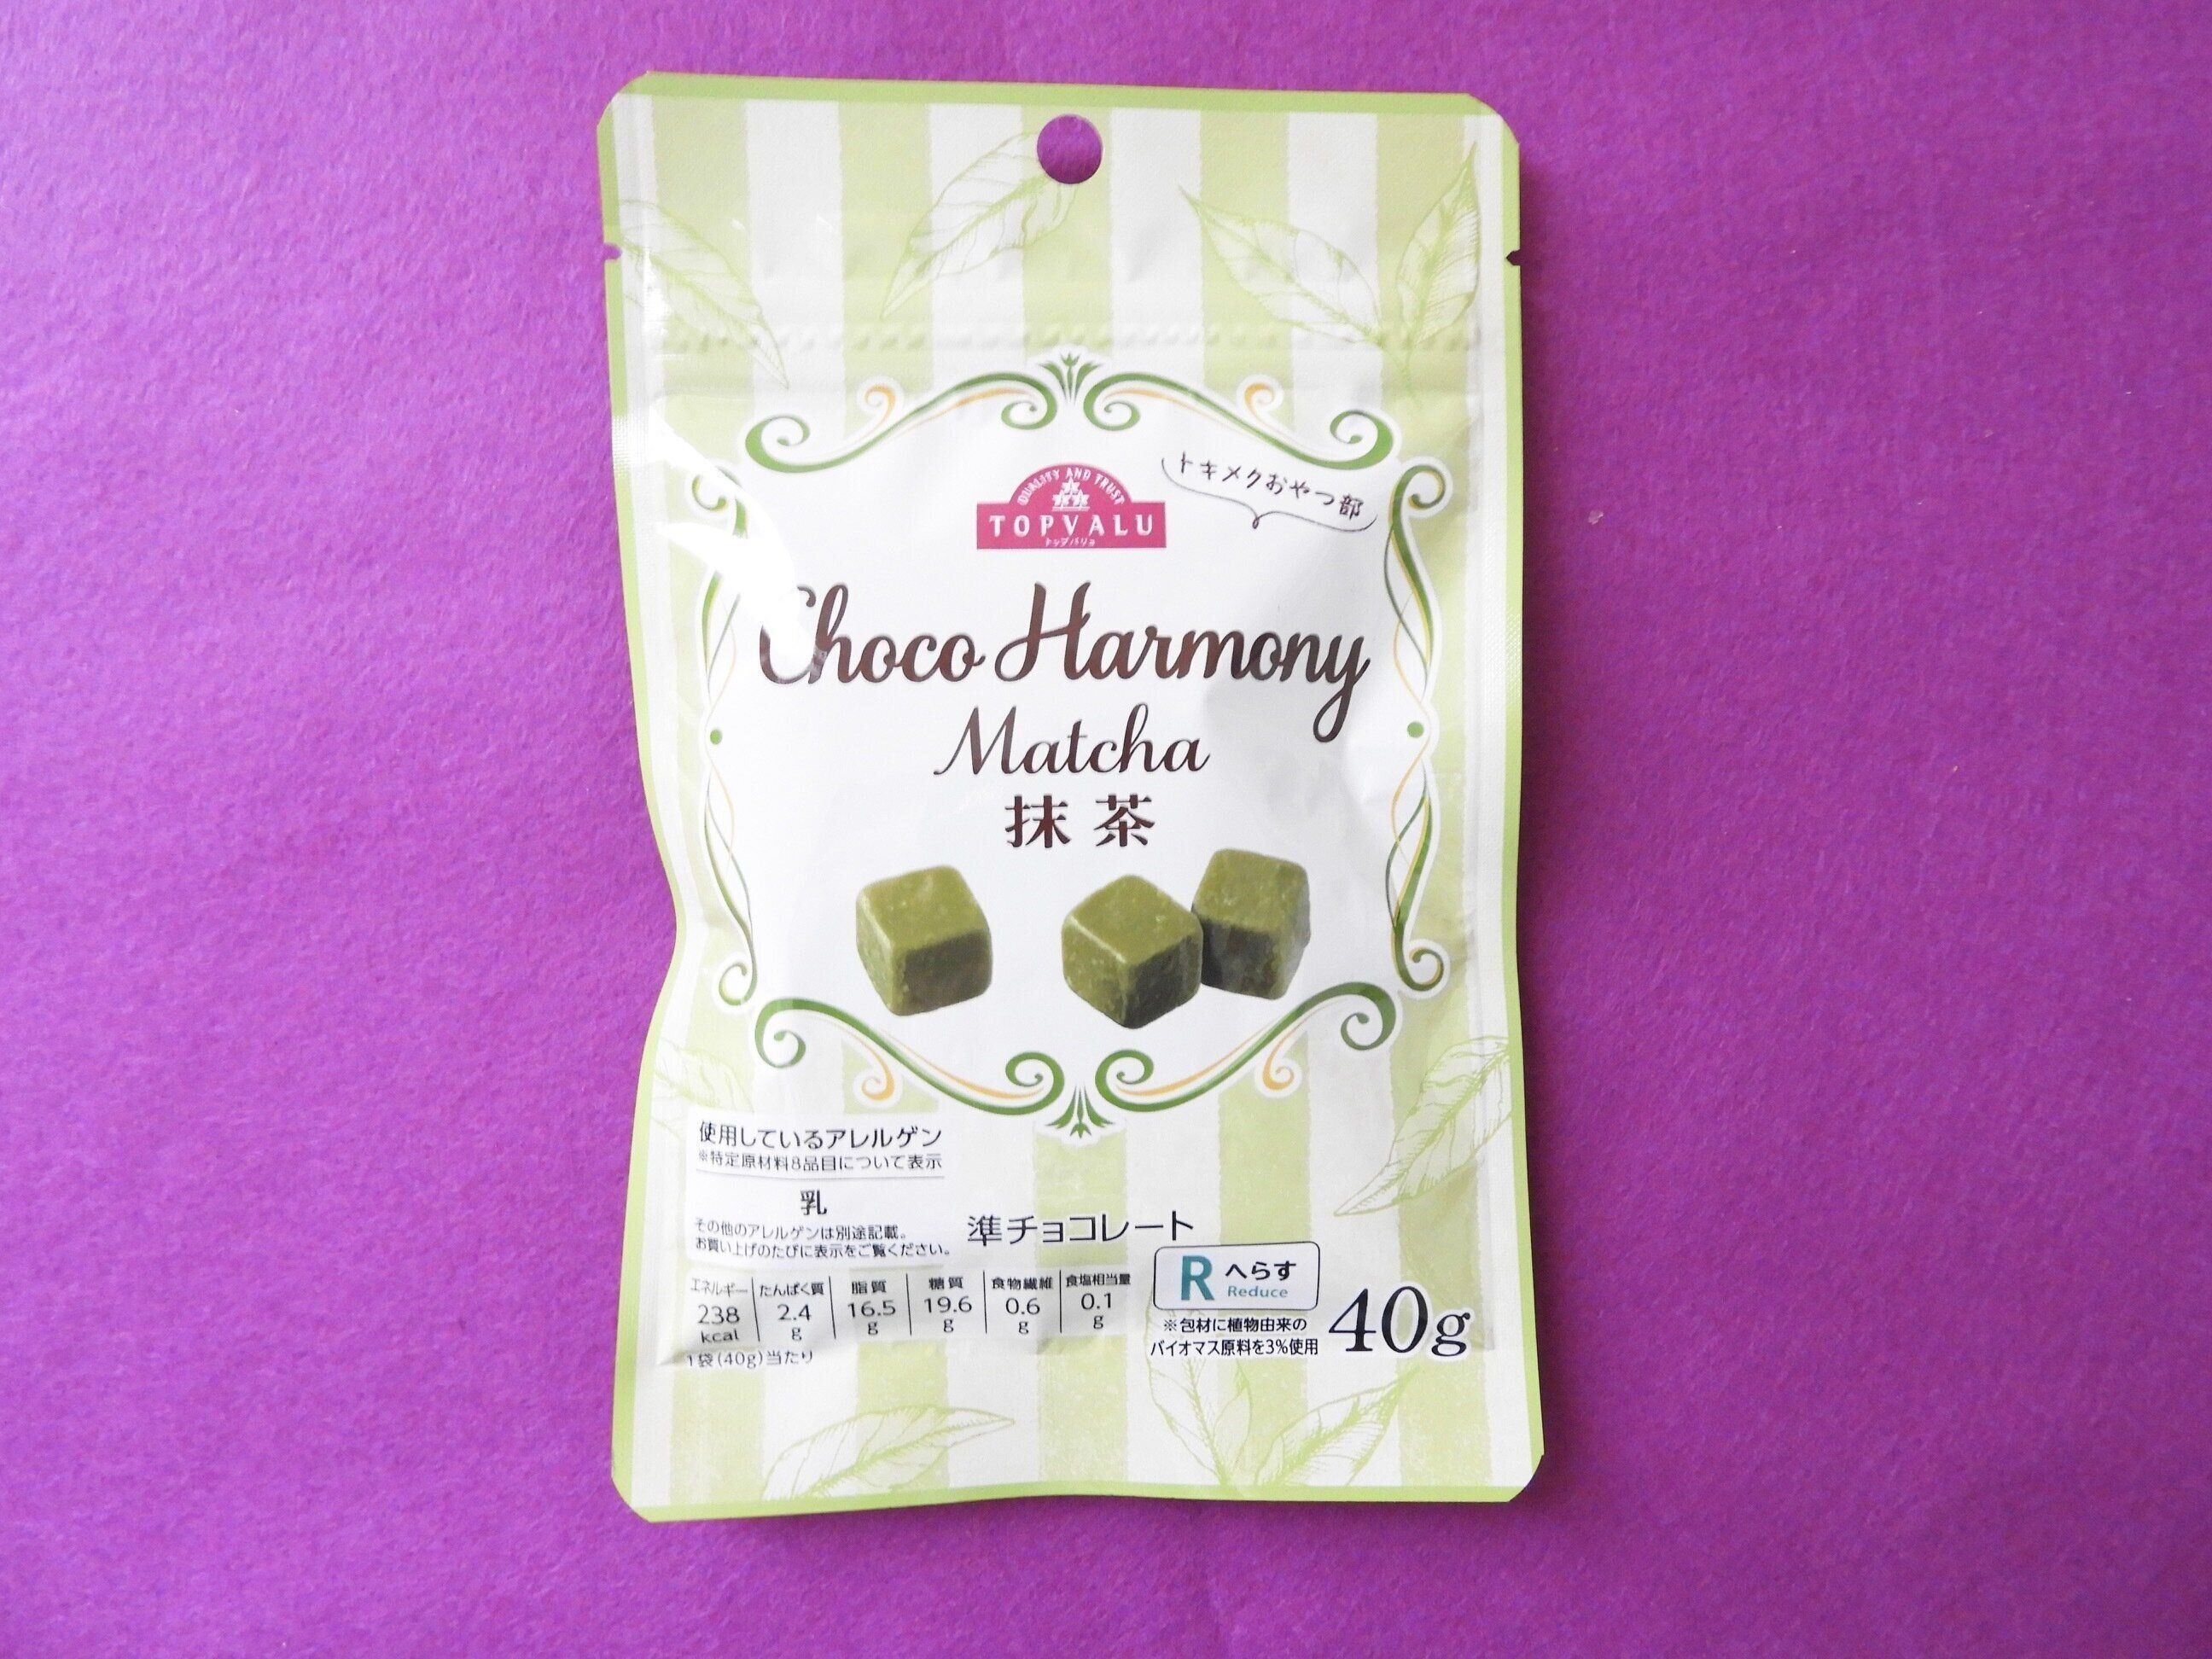 QUALITY AND TRUST
TOPVALU
トップバリュ
トキメクおやつ部
Choco Harmony
Matcha
抹茶
使用しているアレルゲン
※特定原材料8品目について表示
乳
その他のアレルゲンは別途記載。
お買い上げのたびに表示をご覧ください。
準チョコレート
エネルギー たんぱく質 脂質 糖質 食物繊維 食塩相当量
238 2.4 16.5 19.6 0.6 0.1
kcal g g g g g
1袋(40g)当たり
R へらす
Reduce
※包材に植物由来の
バイオマス原料を3%使用
40g